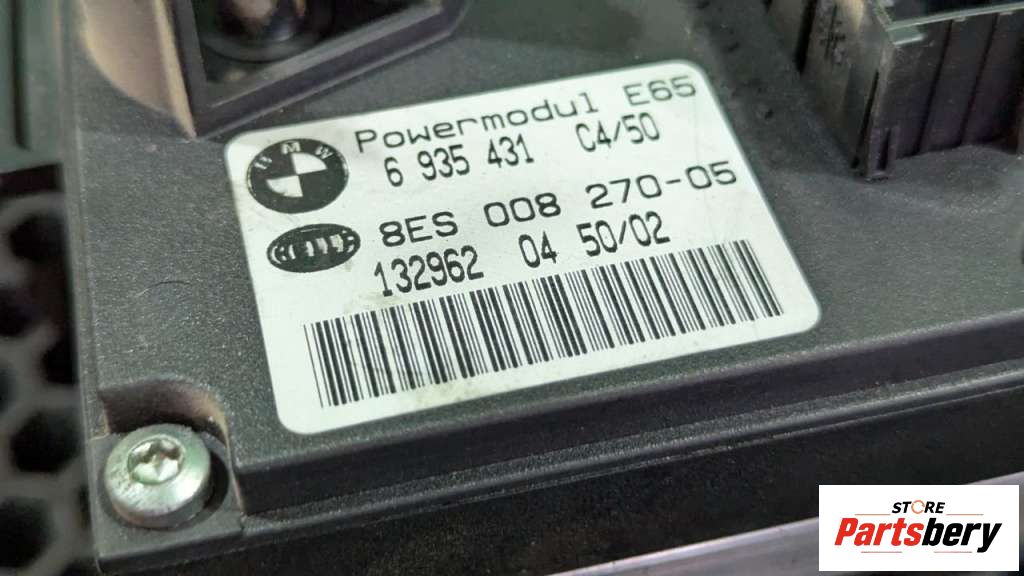 Powermodul E65
BMW
6 935 431 C4/50
8ES 008 270-05
HELLA
132962 04 50/02
STORE
Partsbery